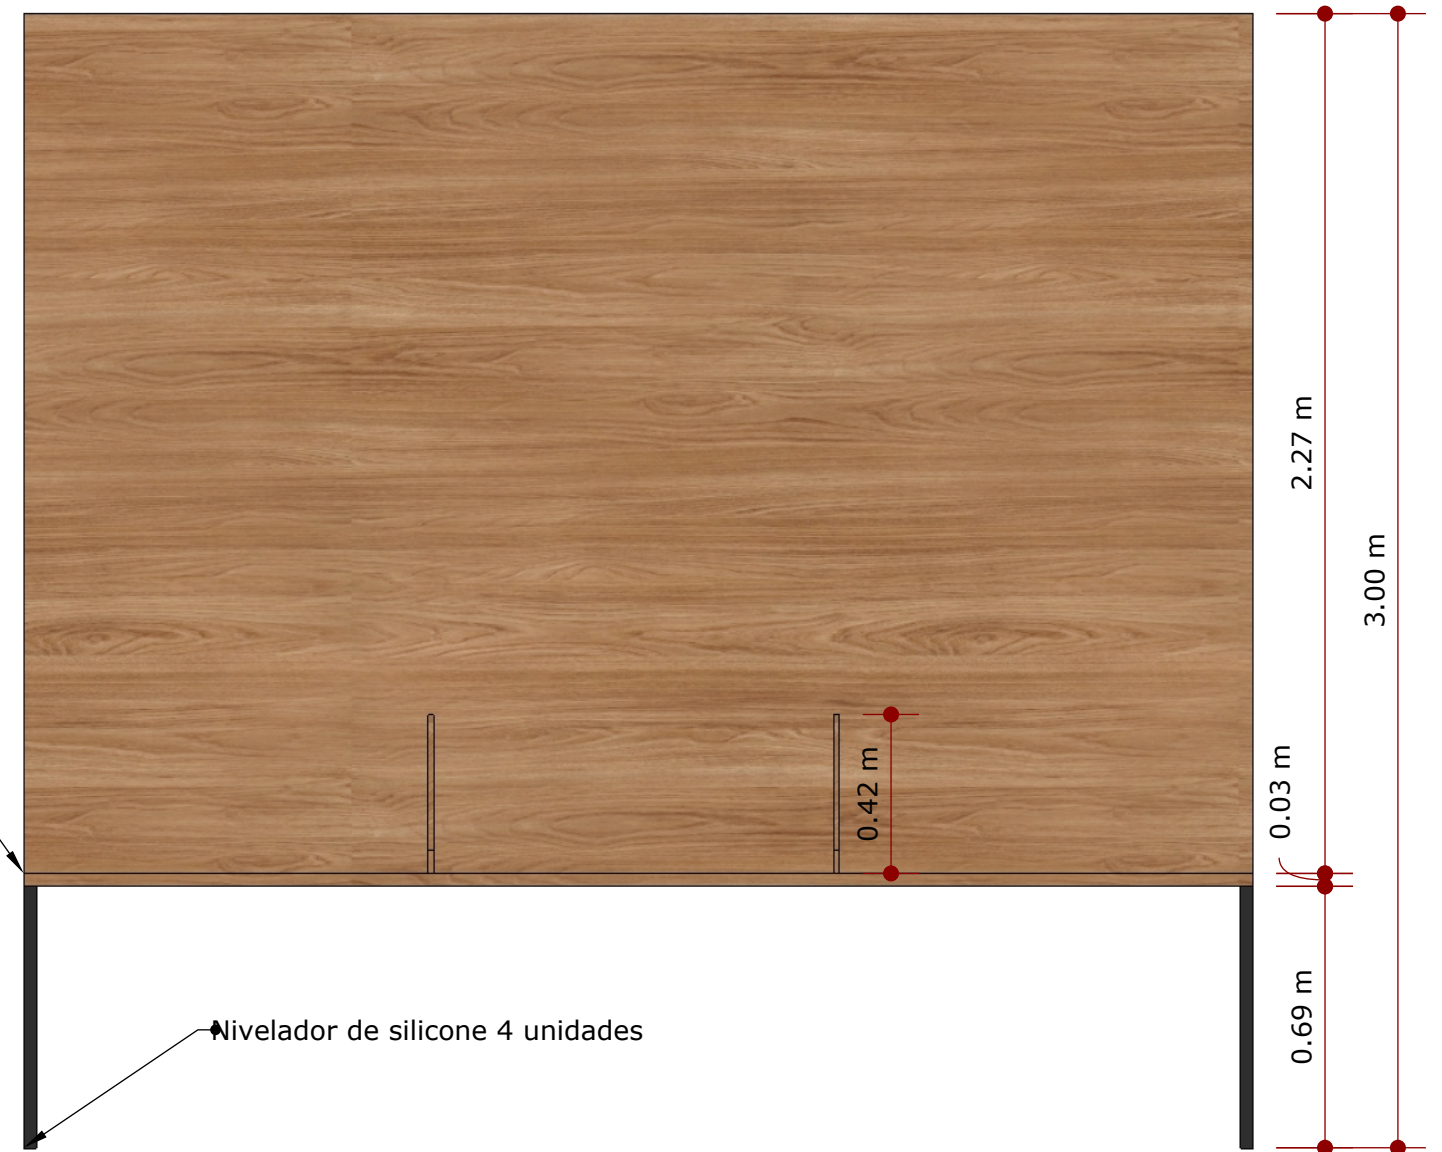 2.27 m
3.00 m
0.42 m
0.03 m
0.69 m
Nivelador de silicone 4 unidades